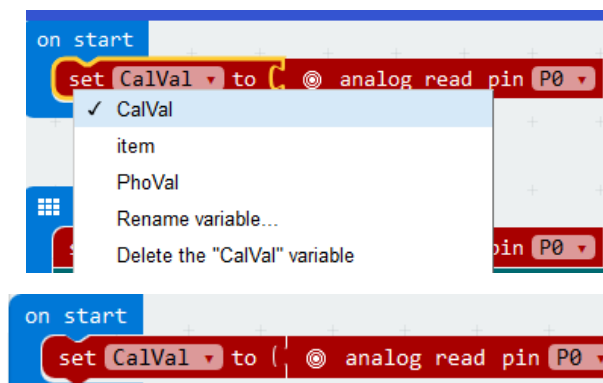 on start
set CalVal to analog read pin P0
✓ CalVal
item
PhoVal
Rename variable...
Delete the "CalVal" variable
pin P0
on start
set CalVal to analog read pin P0